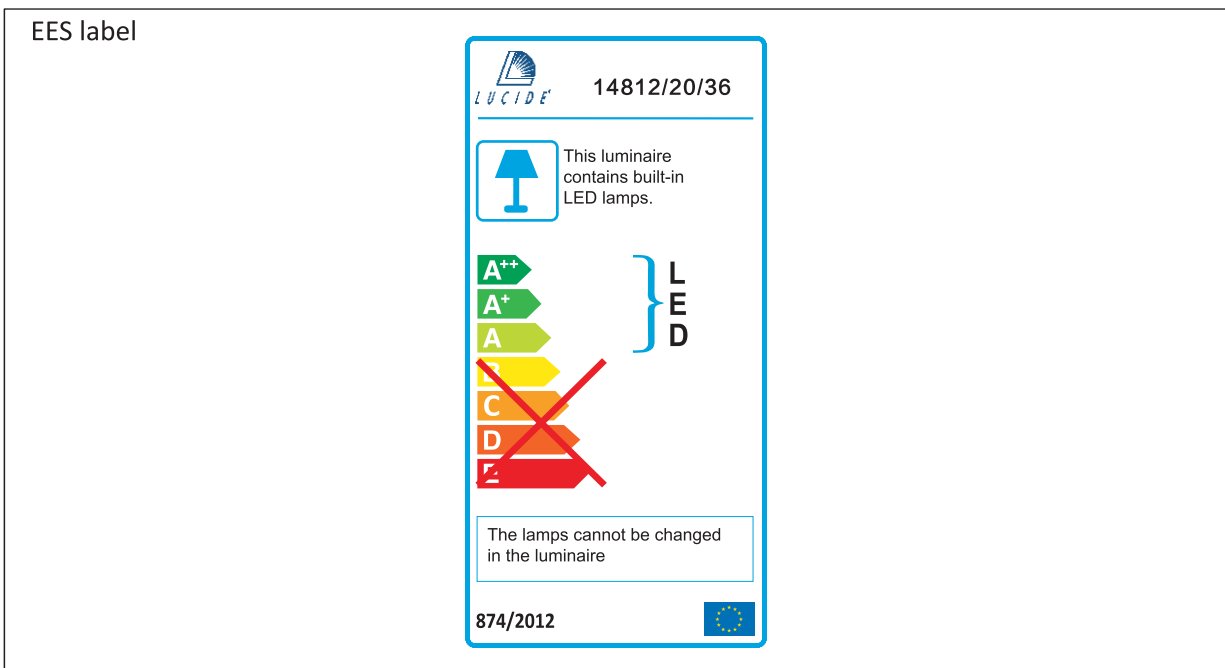 EES label
LUCIDE
14812/20/36
This luminaire
contains built-in
LED lamps.
A++
A+
A
B
C
D
E
L
E
D
The lamps cannot be changed
in the luminaire
874/2012